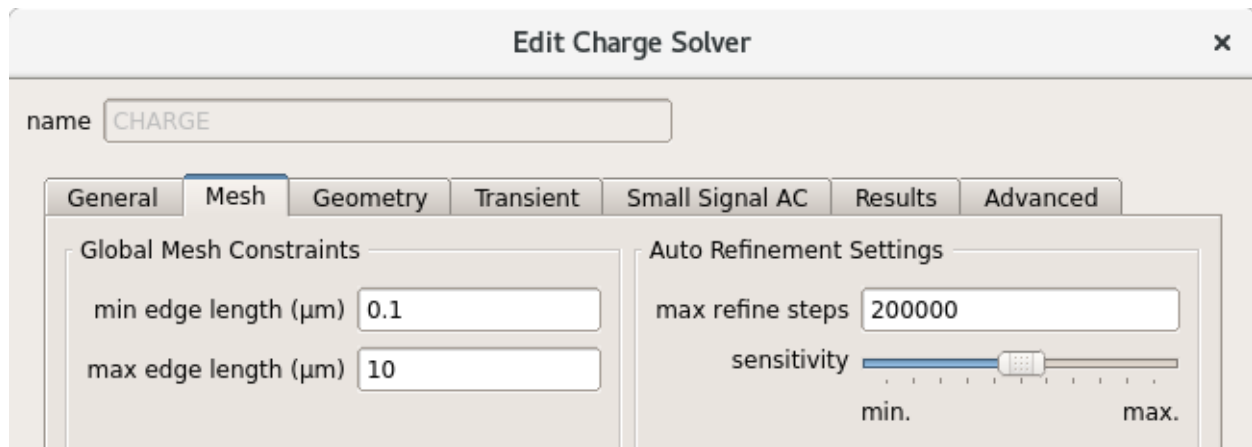 Edit Charge Solver ×
name CHARGE
General Mesh Geometry Transient Small Signal AC Results Advanced
Global Mesh Constraints
min edge length (µm) 0.1
max edge length (µm) 10
Auto Refinement Settings
max refine steps 200000
sensitivity
min. max.